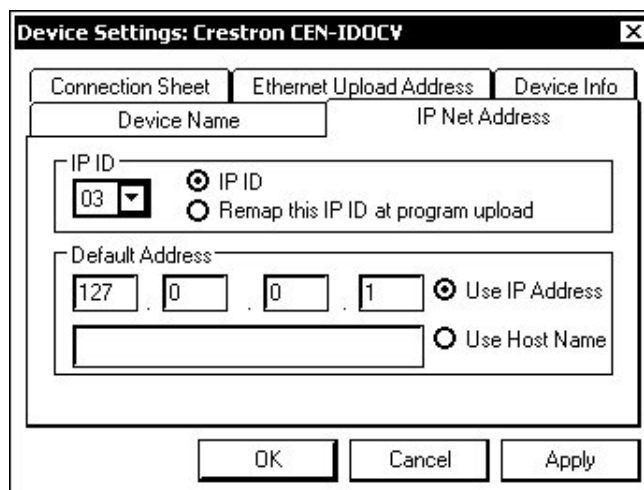 Device Settings: Crestron CEN-IDOCV
Connection Sheet Ethernet Upload Address Device Info
Device Name IP Net Address
IP ID
03
IP ID
Remap this IP ID at program upload
Default Address
127 . 0 . 0 . 1 Use IP Address
Use Host Name
OK Cancel Apply